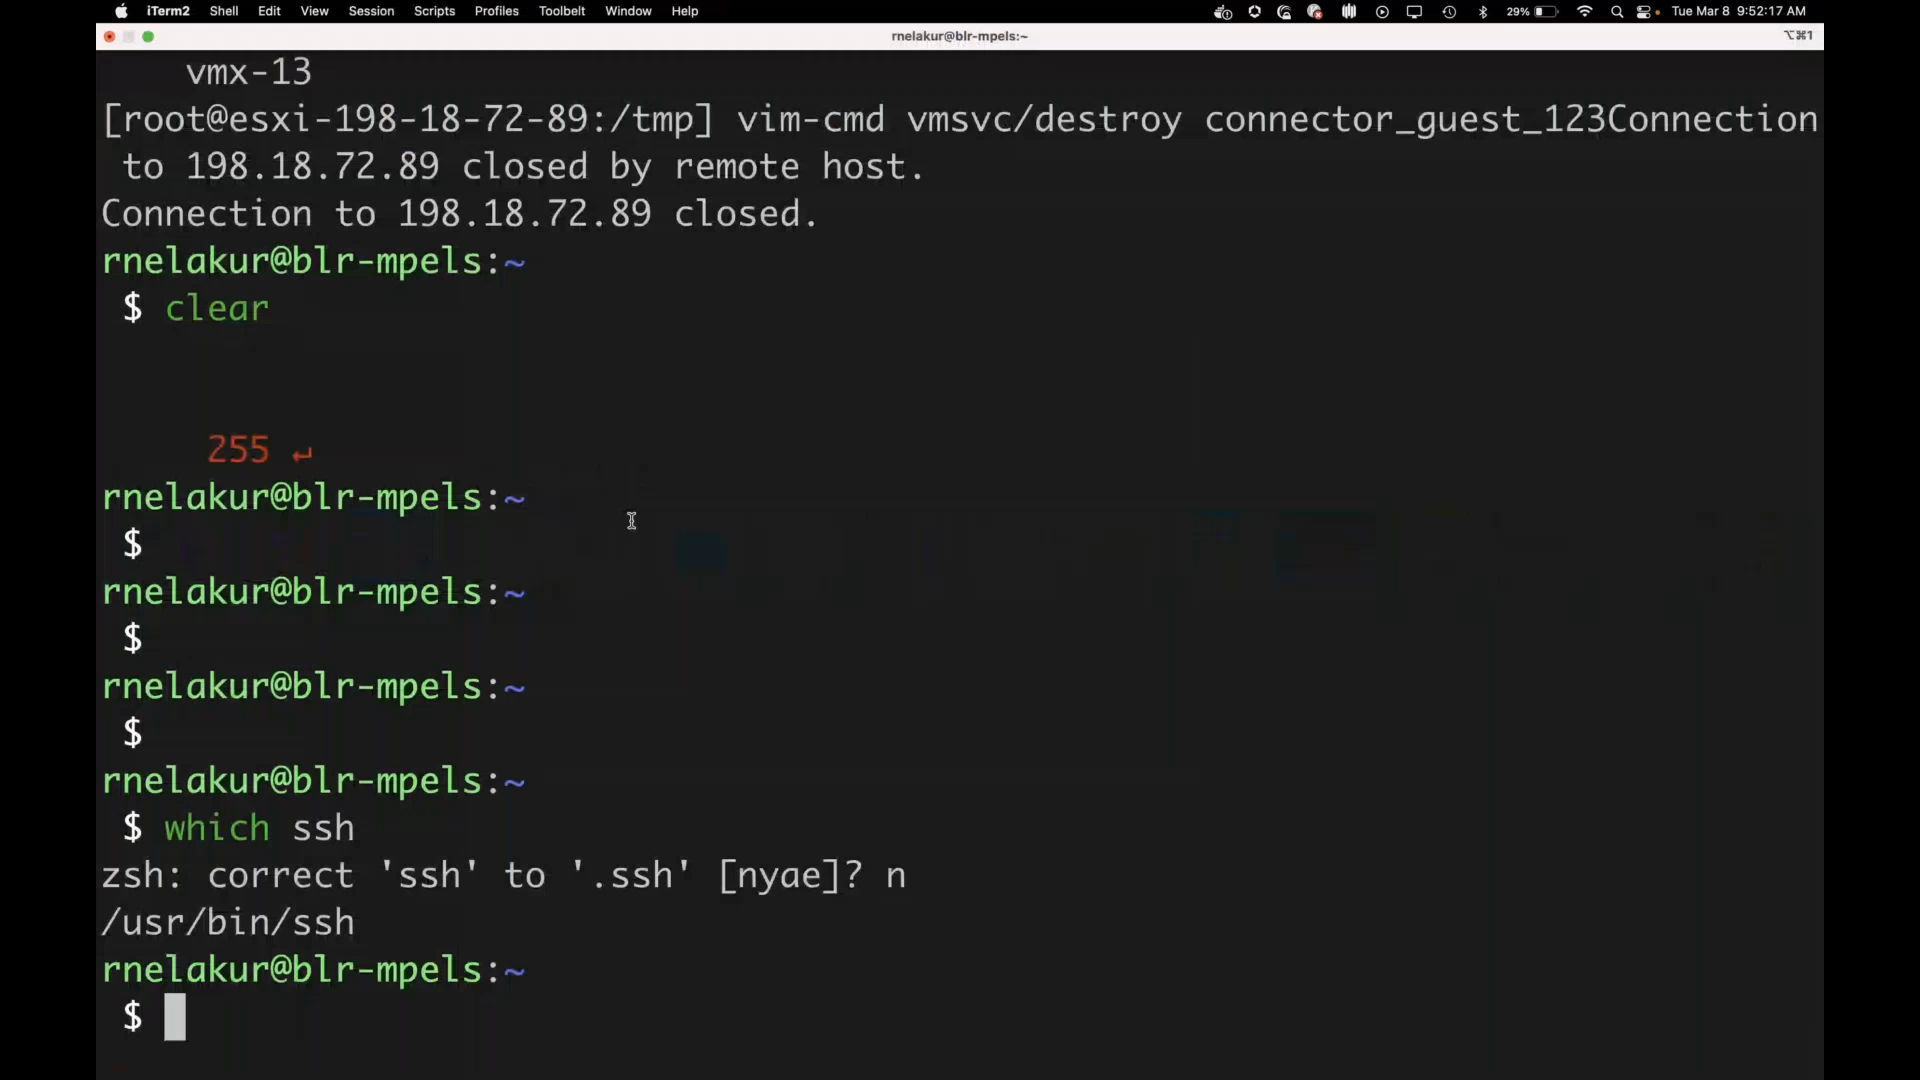 iTerm2 Shell Edit View Session Scripts Profiles Toolbelt Window Help 29% Tue Mar 8 9:52:17 AM
rnelakur@blr-mpels:~ ⌥⌘1
vmx-13
[root@esxi-198-18-72-89:/tmp] vim-cmd vmsvc/destroy connector_guest_123Connection
to 198.18.72.89 closed by remote host.
Connection to 198.18.72.89 closed.
rnelakur@blr-mpels:~
$ clear
255 ↵
rnelakur@blr-mpels:~
$
rnelakur@blr-mpels:~
$
rnelakur@blr-mpels:~
$
rnelakur@blr-mpels:~
$ which ssh
zsh: correct 'ssh' to '.ssh' [nyae]? n
/usr/bin/ssh
rnelakur@blr-mpels:~
$